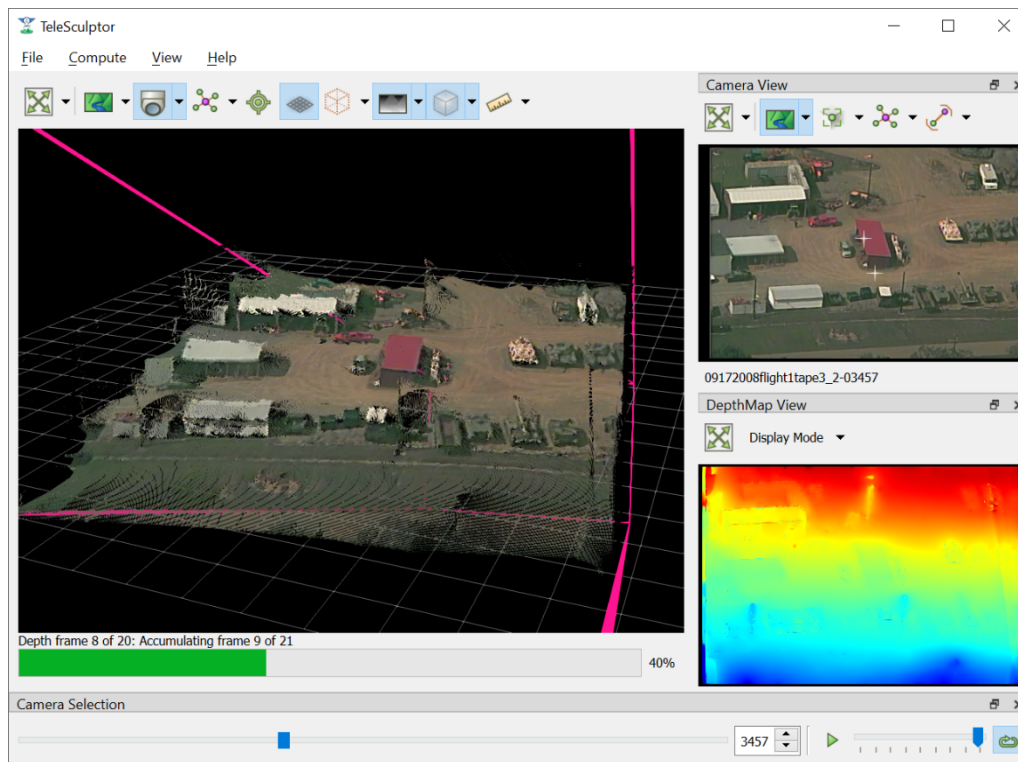 TeleSculptor
File Compute View Help
Camera View
09172008flight1tape3_2-03457
DepthMap View
Display Mode
Depth frame 8 of 20: Accumulating frame 9 of 21
40%
Camera Selection
3457